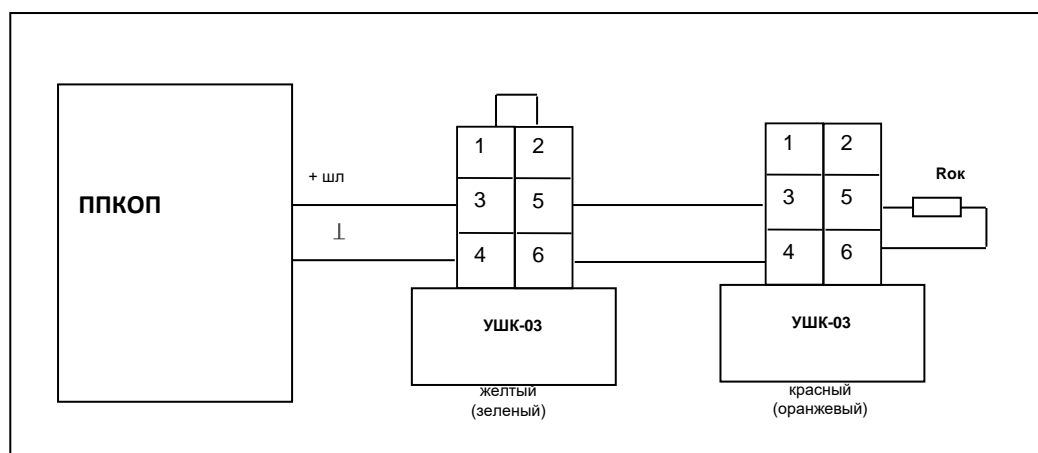 ППКОП
+ шл
⊥
1 2
3 5
4 6
УШК-03
желтый
(зеленый)
1 2
3 5
4 6
Rок
УШК-03
красный
(оранжевый)